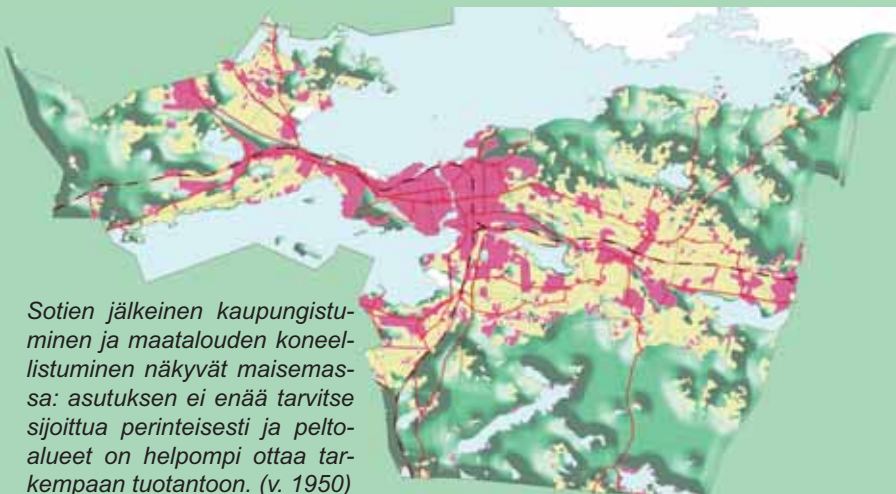 Sotien jälkeinen kaupungistu-
minen ja maatalouden koneel-
listuminen näkyvät maisemas-
sa: asutuksen ei enää tarvitse
sijoittua perinteisesti ja pelto-
alueet on helpompi ottaa tar-
kempaan tuotantoon. (v. 1950)